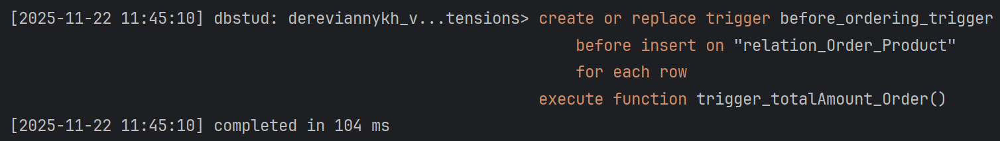 [2025-11-22 11:45:10] dbstud: dereviannykh_v...tensions> create or replace trigger before_ordering_trigger
before insert on "relation_Order_Product"
for each row
execute function trigger_totalAmount_Order()
[2025-11-22 11:45:10] completed in 104 ms